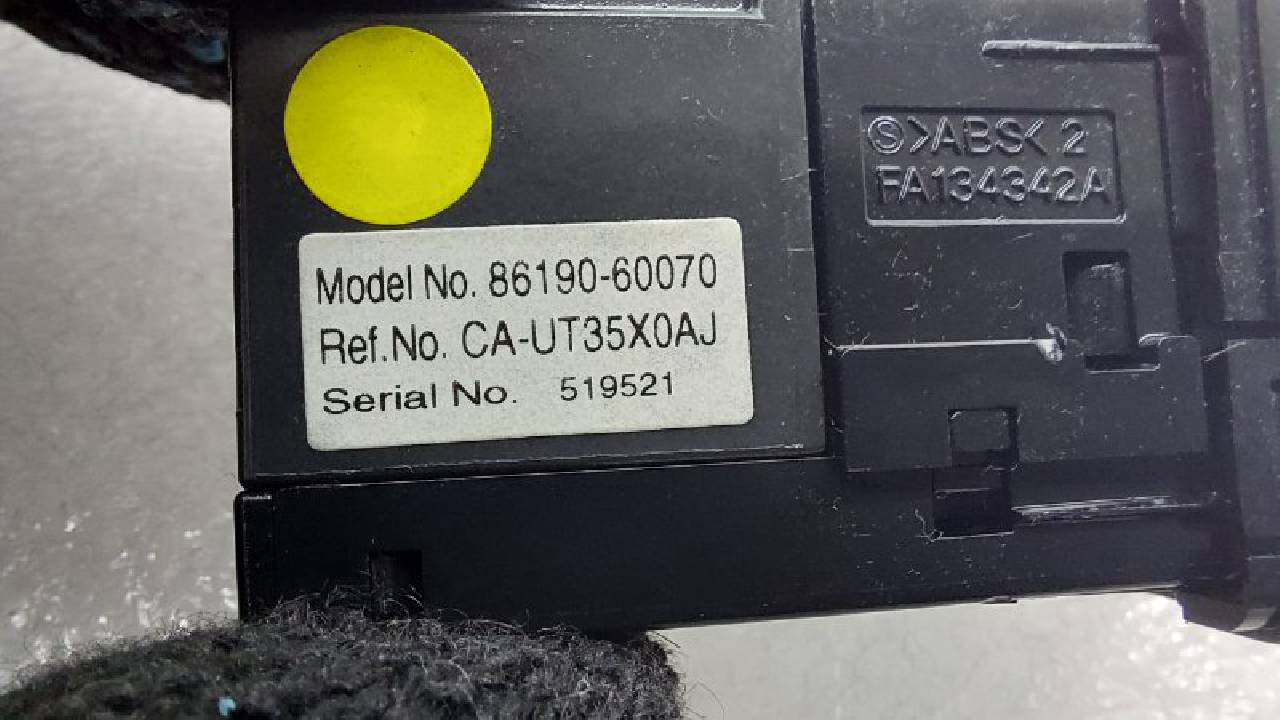 Ⓢ>ABS< 2
FA134342A
Model No. 86190-60070
Ref.No. CA-UT35X0AJ
Serial No. 519521